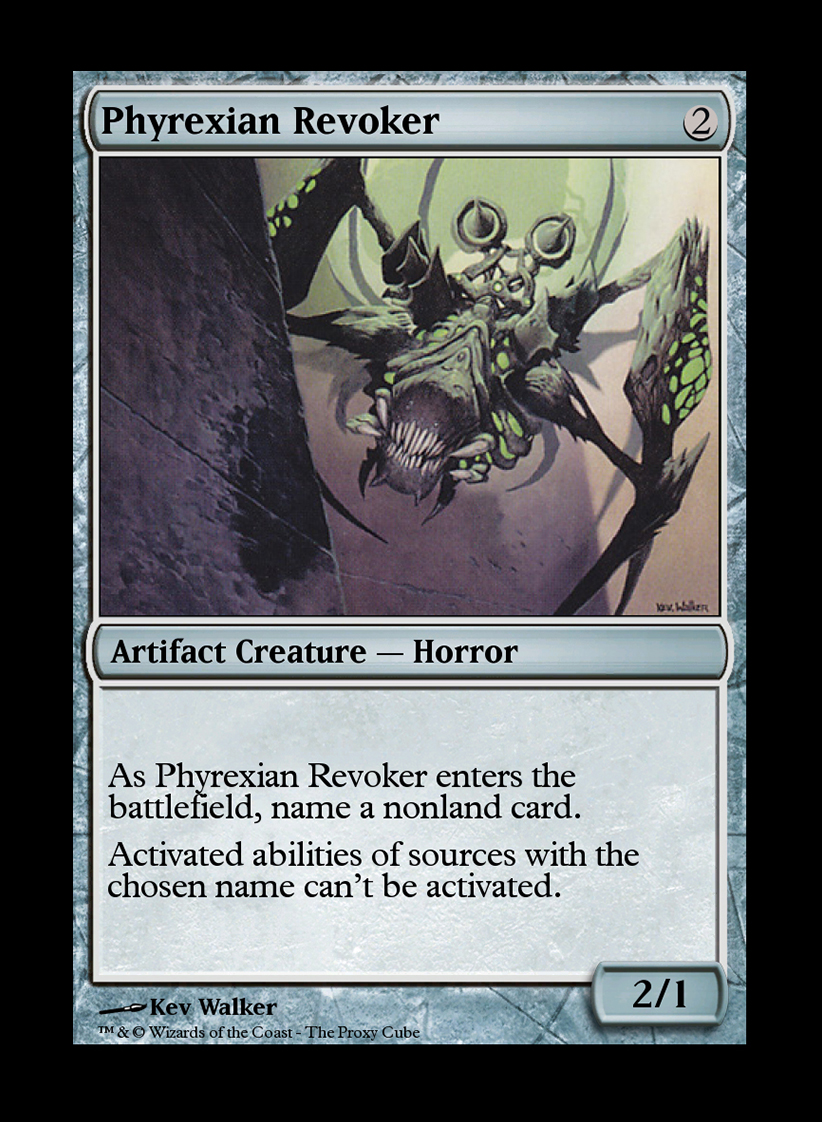 Phyrexian Revoker 2
Kev. Walker
Artifact Creature — Horror
As Phyrexian Revoker enters the
battlefield, name a nonland card.
Activated abilities of sources with the
chosen name can't be activated.
2/1
Kev Walker
™ & © Wizards of the Coast - The Proxy Cube